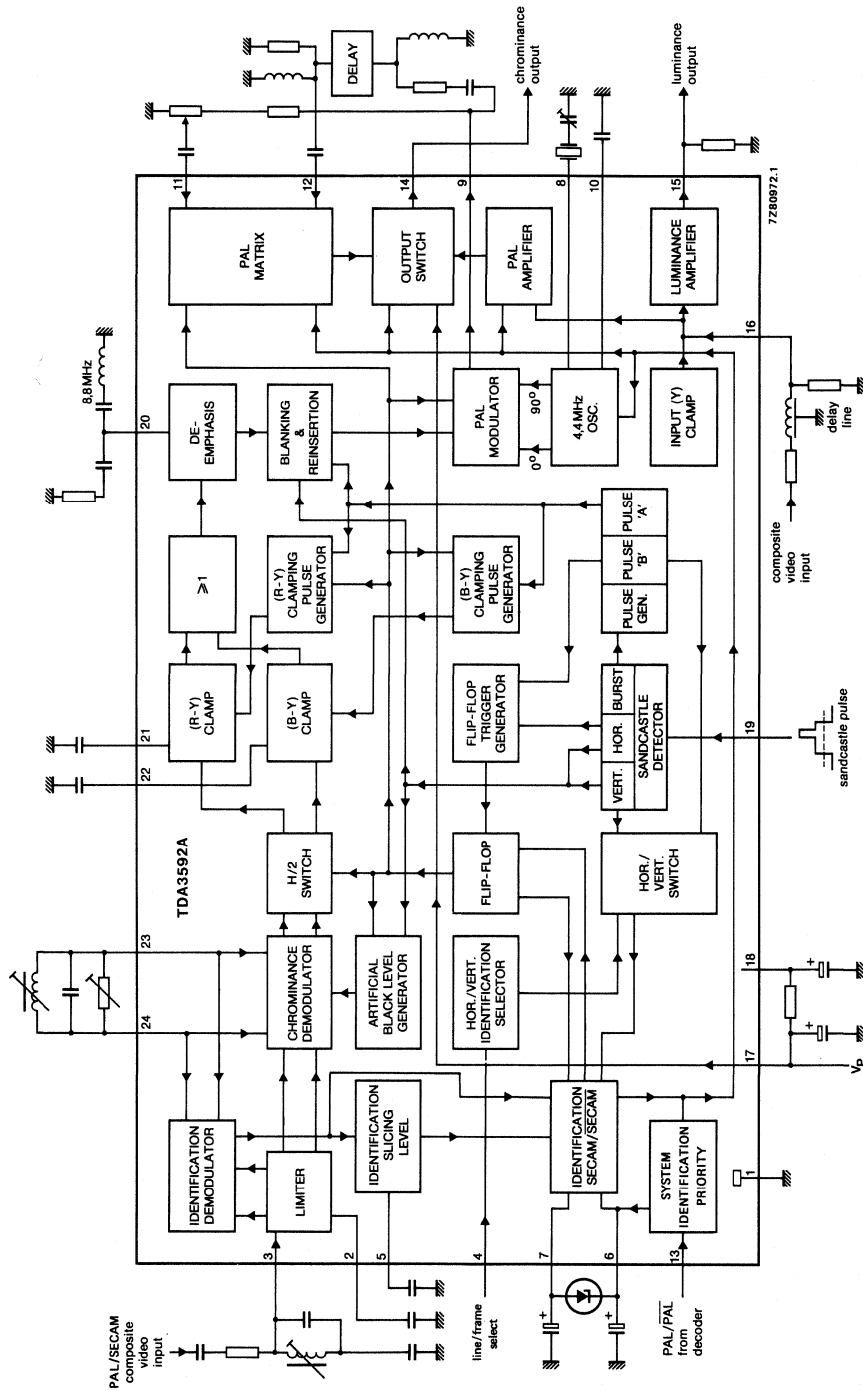 TDA3592A
PAL/SECAM
composite
video
input
3
2
5
4
line/frame
select
7
6
13
PAL/P̅A̅L̅
from
decoder
24
23
22
21
20
8,8 MHz
IDENTIFICATION
DEMODULATOR
LIMITER
IDENTIFICATION
SLICING
LEVEL
CHROMINANCE
DEMODULATOR
ARTIFICIAL
BLACK LEVEL
GENERATOR
HOR./VERT.
IDENTIFICATION
SELECTOR
IDENTIFICATION
SECAM/S̅E̅C̅A̅M̅
SYSTEM
IDENTIFICATION
PRIORITY
H/2
SWITCH
FLIP-FLOP
HOR./
VERT.
SWITCH
(R-Y)
CLAMP
(B-Y)
CLAMP
FLIP-FLOP
TRIGGER
GENERATOR
VERT.
HOR.
BURST
SANDCASTLE
DETECTOR
≥1
(R-Y)
CLAMPING
PULSE
GENERATOR
(B-Y)
CLAMPING
PULSE
GENERATOR
PULSE
GEN.
PULSE
'B'
PULSE
'A'
DE-
EMPHASIS
BLANKING
&
REINSERTION
PAL
MODULATOR
0°
90°
4,4 MHz
OSC.
INPUT (Y)
CLAMP
PAL
MATRIX
OUTPUT
SWITCH
PAL
AMPLIFIER
LUMINANCE
AMPLIFIER
11
12
14
9
8
10
15
DELAY
chrominance
output
luminance
output
7Z80972.1
1
17
18
19
16
+
+
+
+
VP
sandcastle pulse
composite
video
input
delay
line